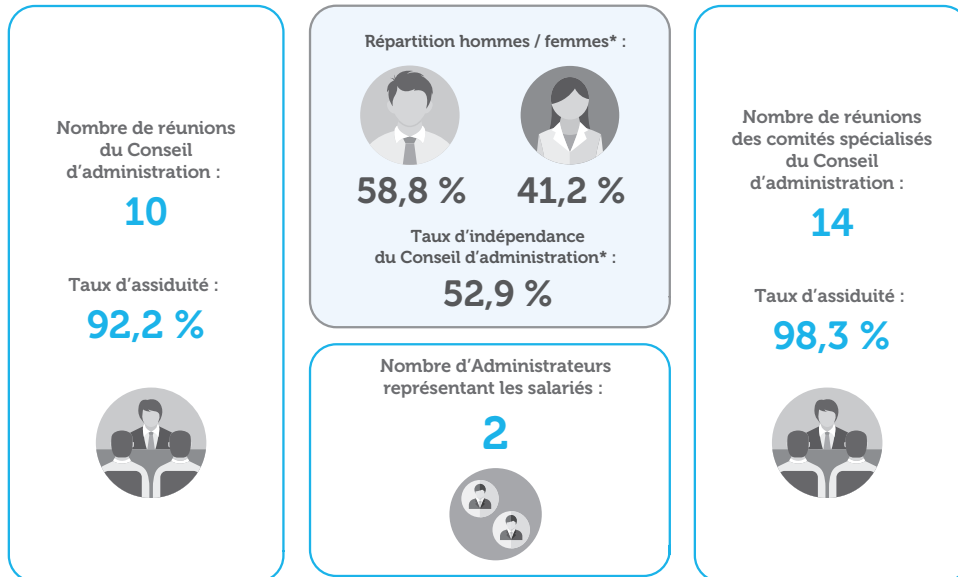 Nombre de réunions
du Conseil
d’administration :
10
Taux d’assiduité :
92,2 %
Répartition hommes / femmes* :
58,8 %
41,2 %
Taux d’indépendance
du Conseil d’administration* :
52,9 %
Nombre d’Administrateurs
représentant les salariés :
2
Nombre de réunions
des comités spécialisés
du Conseil
d’administration :
14
Taux d’assiduité :
98,3 %